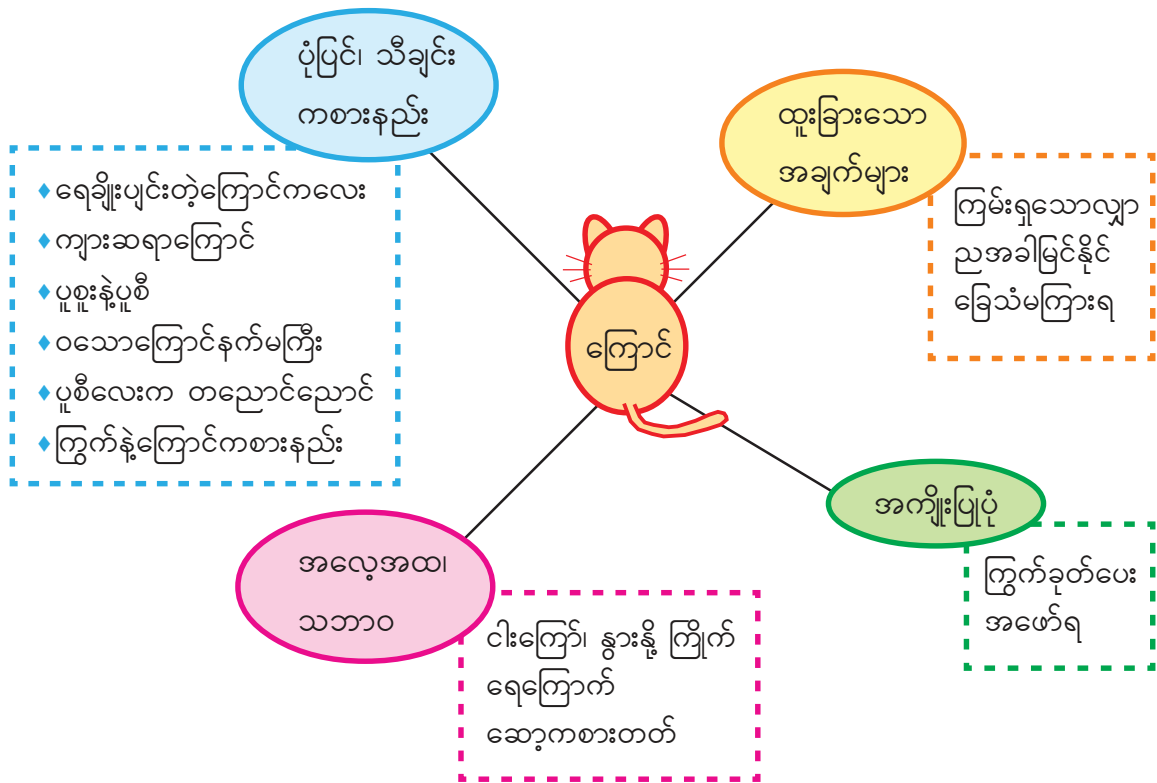 ပုံပြင်၊ သီချင်း
ကစားနည်း
♦ရေချိုးပျင်းတဲ့ကြောင်ကလေး
♦ကျားဆရာကြောင်
♦ပူစူးနဲ့ပူစီ
♦ဝသောကြောင်နက်မကြီး
♦ပူစီလေးက တညောင်ညောင်
♦ကြွက်နဲ့ကြောင်ကစားနည်း
ထူးခြားသော
အချက်များ
ကြမ်းရှသောလျှာ
ညအခါမြင်နိုင်
ခြေသံမကြားရ
ကြောင်
အကျိုးပြုပုံ
ကြွက်ခုတ်ပေး
အဖော်ရ
အလေ့အထ၊
သဘာဝ
ငါးကြော်၊ နွားနို့ ကြိုက်
ရေကြောက်
ဆော့ကစားတတ်